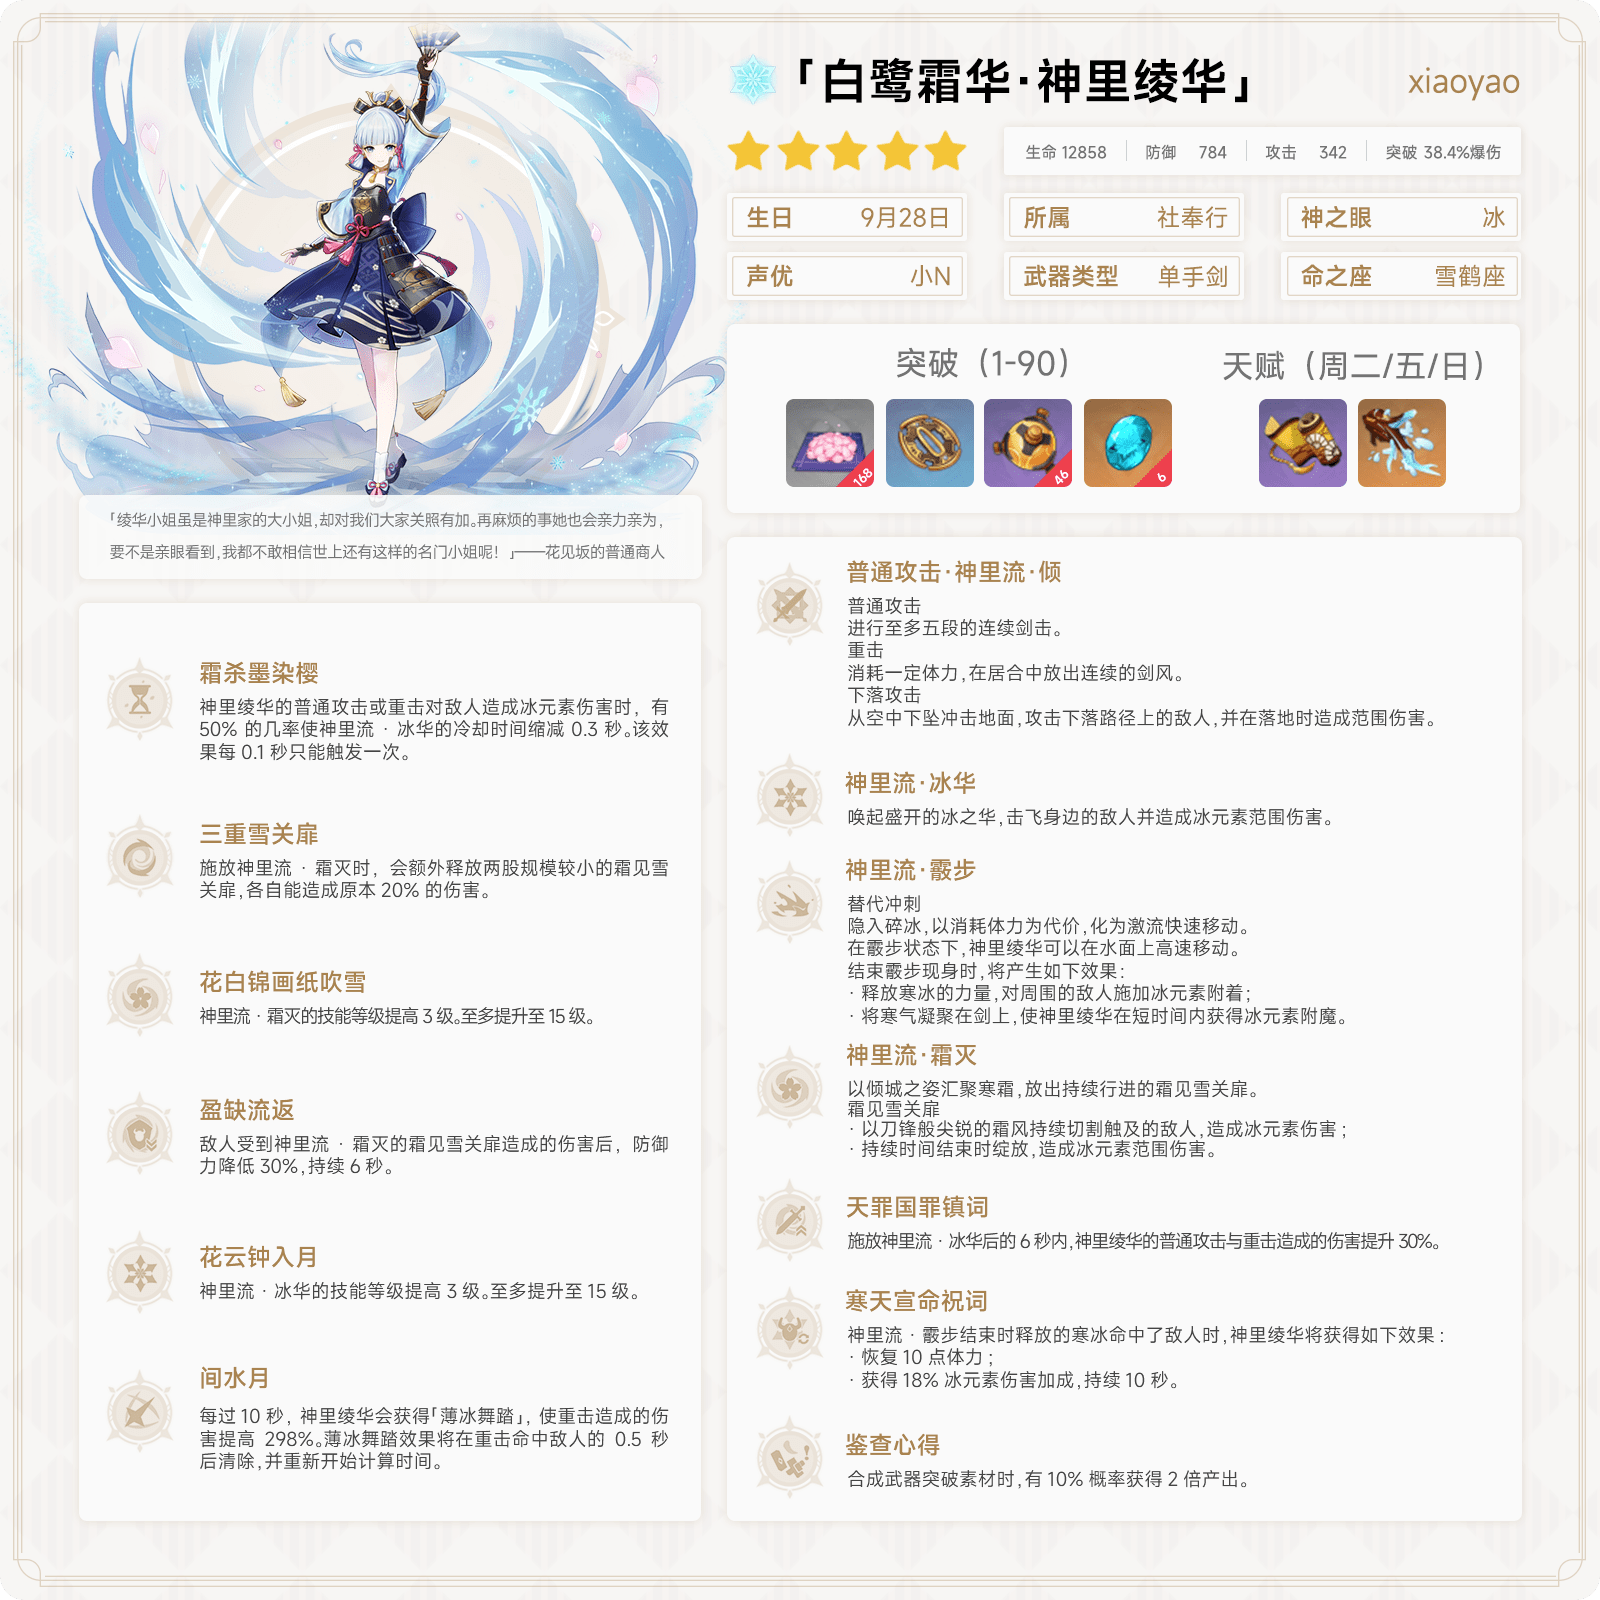 「白鹭霜华·神里绫华」
xiaoyao
生命 12858
防御 784
攻击 342
突破 38.4%爆伤
生日 9月28日
所属 社奉行
神之眼 冰
声优 小N
武器类型 单手剑
命之座 雪鹤座
突破（1-90）
天赋（周二/五/日）
168
46
6
「绫华小姐虽是神里家的大小姐,却对我们大家关照有加。再麻烦的事她也会亲力亲为,
要不是亲眼看到,我都不敢相信世上还有这样的名门小姐呢！」——花见坂的普通商人
霜杀墨染樱
神里绫华的普通攻击或重击对敌人造成冰元素伤害时，有
50% 的几率使神里流 · 冰华的冷却时间缩减 0.3 秒。该效
果每 0.1 秒只能触发一次。
三重雪关扉
施放神里流 · 霜灭时，会额外释放两股规模较小的霜见雪
关扉,各自能造成原本 20% 的伤害。
花白锦画纸吹雪
神里流 · 霜灭的技能等级提高 3 级。至多提升至 15 级。
盈缺流返
敌人受到神里流 · 霜灭的霜见雪关扉造成的伤害后，防御
力降低 30%,持续 6 秒。
花云钟入月
神里流 · 冰华的技能等级提高 3 级。至多提升至 15 级。
间水月
每过 10 秒，神里绫华会获得「薄冰舞踏」，使重击造成的伤
害提高 298%。薄冰舞踏效果将在重击命中敌人的 0.5 秒
后清除,并重新开始计算时间。
普通攻击·神里流·倾
普通攻击
进行至多五段的连续剑击。
重击
消耗一定体力,在居合中放出连续的剑风。
下落攻击
从空中下坠冲击地面,攻击下落路径上的敌人,并在落地时造成范围伤害。
神里流·冰华
唤起盛开的冰之华,击飞身边的敌人并造成冰元素范围伤害。
神里流·霰步
替代冲刺
隐入碎冰,以消耗体力为代价,化为激流快速移动。
在霰步状态下,神里绫华可以在水面上高速移动。
结束霰步现身时,将产生如下效果：
· 释放寒冰的力量,对周围的敌人施加冰元素附着；
· 将寒气凝聚在剑上,使神里绫华在短时间内获得冰元素附魔。
神里流·霜灭
以倾城之姿汇聚寒霜,放出持续行进的霜见雪关扉。
霜见雪关扉
· 以刀锋般尖锐的霜风持续切割触及的敌人,造成冰元素伤害；
· 持续时间结束时绽放,造成冰元素范围伤害。
天罪国罪镇词
施放神里流 · 冰华后的 6 秒内,神里绫华的普通攻击与重击造成的伤害提升 30%。
寒天宣命祝词
神里流 · 霰步结束时释放的寒冰命中了敌人时,神里绫华将获得如下效果：
· 恢复 10 点体力；
· 获得 18% 冰元素伤害加成,持续 10 秒。
鉴查心得
合成武器突破素材时,有 10% 概率获得 2 倍产出。